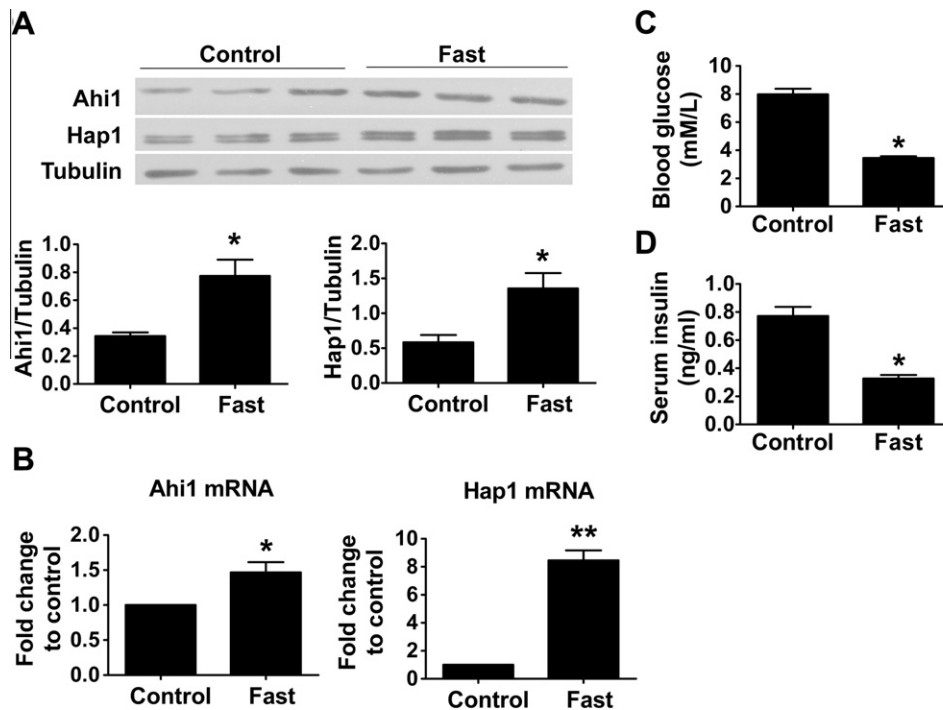 A
Control Fast
Ahi1
Hap1
Tubulin
Ahi1/Tubulin
1.0
0.8
0.6
0.4
0.2
0.0
*
Control Fast
Hap1/Tubulin
2.0
1.5
1.0
0.5
0.0
*
Control Fast
B
Ahi1 mRNA
Fold change
to control
2.0
1.5
1.0
0.5
0.0
*
Control Fast
Hap1 mRNA
Fold change
to control
10
8
6
4
2
0
**
Control Fast
C
Blood glucose
(mM/L)
10
8
6
4
2
0
*
Control Fast
D
Serum insulin
(ng/ml)
1.0
0.8
0.6
0.4
0.2
0.0
*
Control Fast